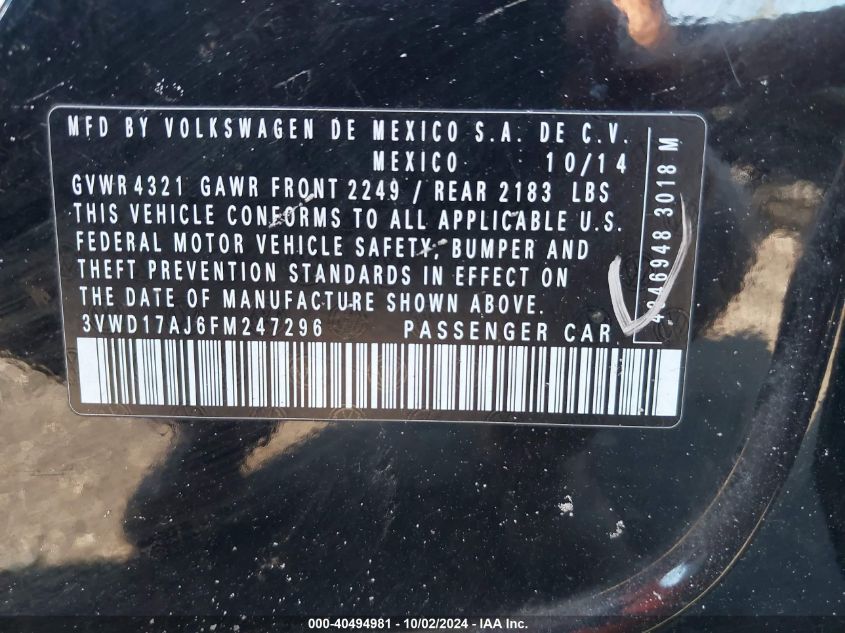 MFD BY VOLKSWAGEN DE MEXICO S.A. DE C.V.
MEXICO 10/14
GVWR 4321 GAWR FRONT 2249 / REAR 2183 LBS
THIS VEHICLE CONFORMS TO ALL APPLICABLE U.S.
FEDERAL MOTOR VEHICLE SAFETY, BUMPER AND
THEFT PREVENTION STANDARDS IN EFFECT ON
THE DATE OF MANUFACTURE SHOWN ABOVE.
3VWD17AJ6FM247296 PASSENGER CAR
3018 M
000-40494981 - 10/02/2024 - IAA Inc.